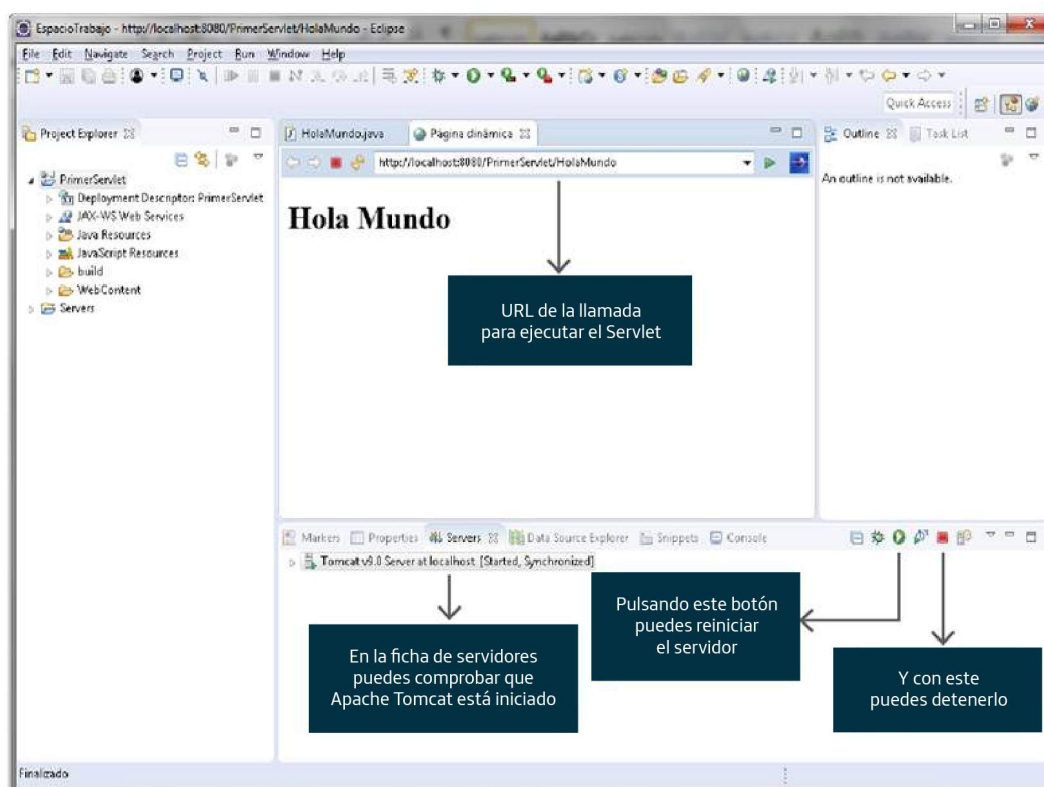 EspacioTrabajo - http://localhost:8080/PrimerServlet/HolaMundo - Eclipse
File Edit Navigate Search Project Run Window Help
Quick Access
Project Explorer
PrimerServlet
Deployment Descriptor: PrimerServlet
JAX-WS Web Services
Java Resources
JavaScript Resources
build
WebContent
Servers
HolaMundo.java Página dinámica
http://localhost:8080/PrimerServlet/HolaMundo
Hola Mundo
URL de la llamada
para ejecutar el Servlet
Outline Task List
An outline is not available.
Markers Properties Servers Data Source Explorer Snippets Console
Tomcat v9.0 Server at localhost [Started, Synchronized]
En la ficha de servidores
puedes comprobar que
Apache Tomcat está iniciado
Pulsando este botón
puedes reiniciar
el servidor
Y con este
puedes detenerlo
Finalizado